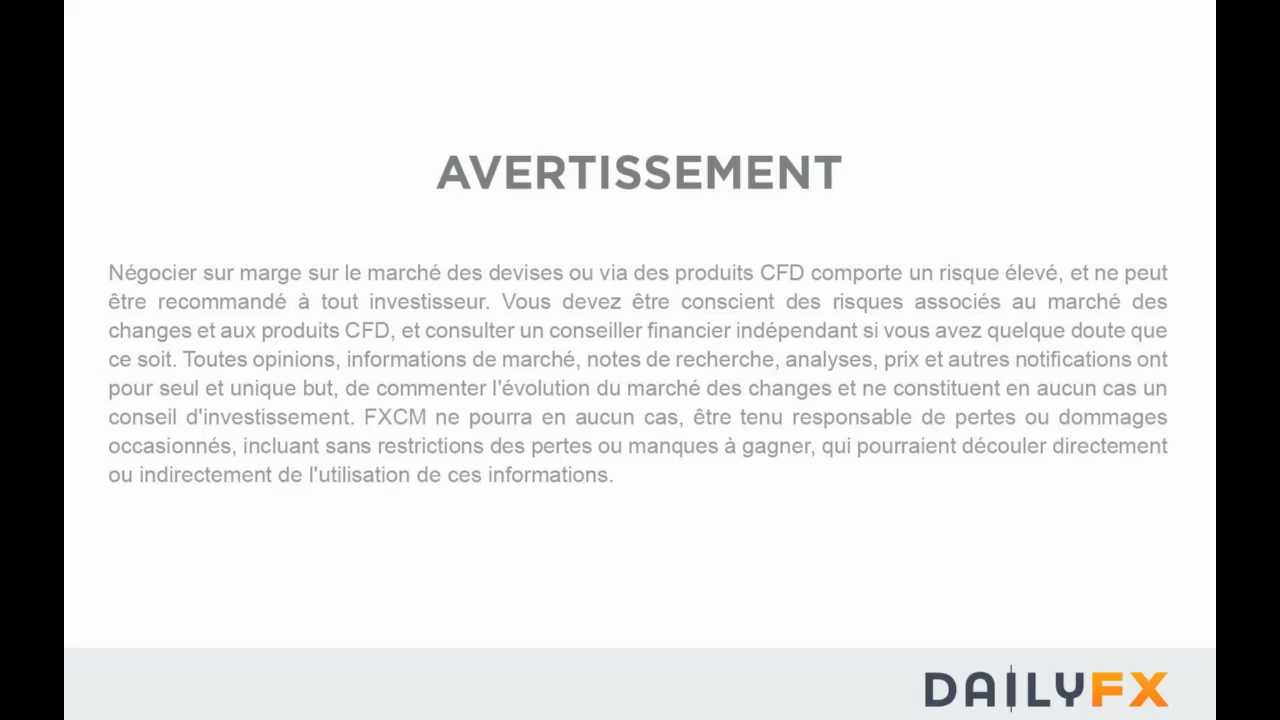 AVERTISSEMENT
Négocier sur marge sur le marché des devises ou via des produits CFD comporte un risque élevé, et ne peut
être recommandé à tout investisseur. Vous devez être conscient des risques associés au marché des
changes et aux produits CFD, et consulter un conseiller financier indépendant si vous avez quelque doute que
ce soit. Toutes opinions, informations de marché, notes de recherche, analyses, prix et autres notifications ont
pour seul et unique but, de commenter l'évolution du marché des changes et ne constituent en aucun cas un
conseil d'investissement. FXCM ne pourra en aucun cas, être tenu responsable de pertes ou dommages
occasionnés, incluant sans restrictions des pertes ou manques à gagner, qui pourraient découler directement
ou indirectement de l'utilisation de ces informations.
DAILYFX